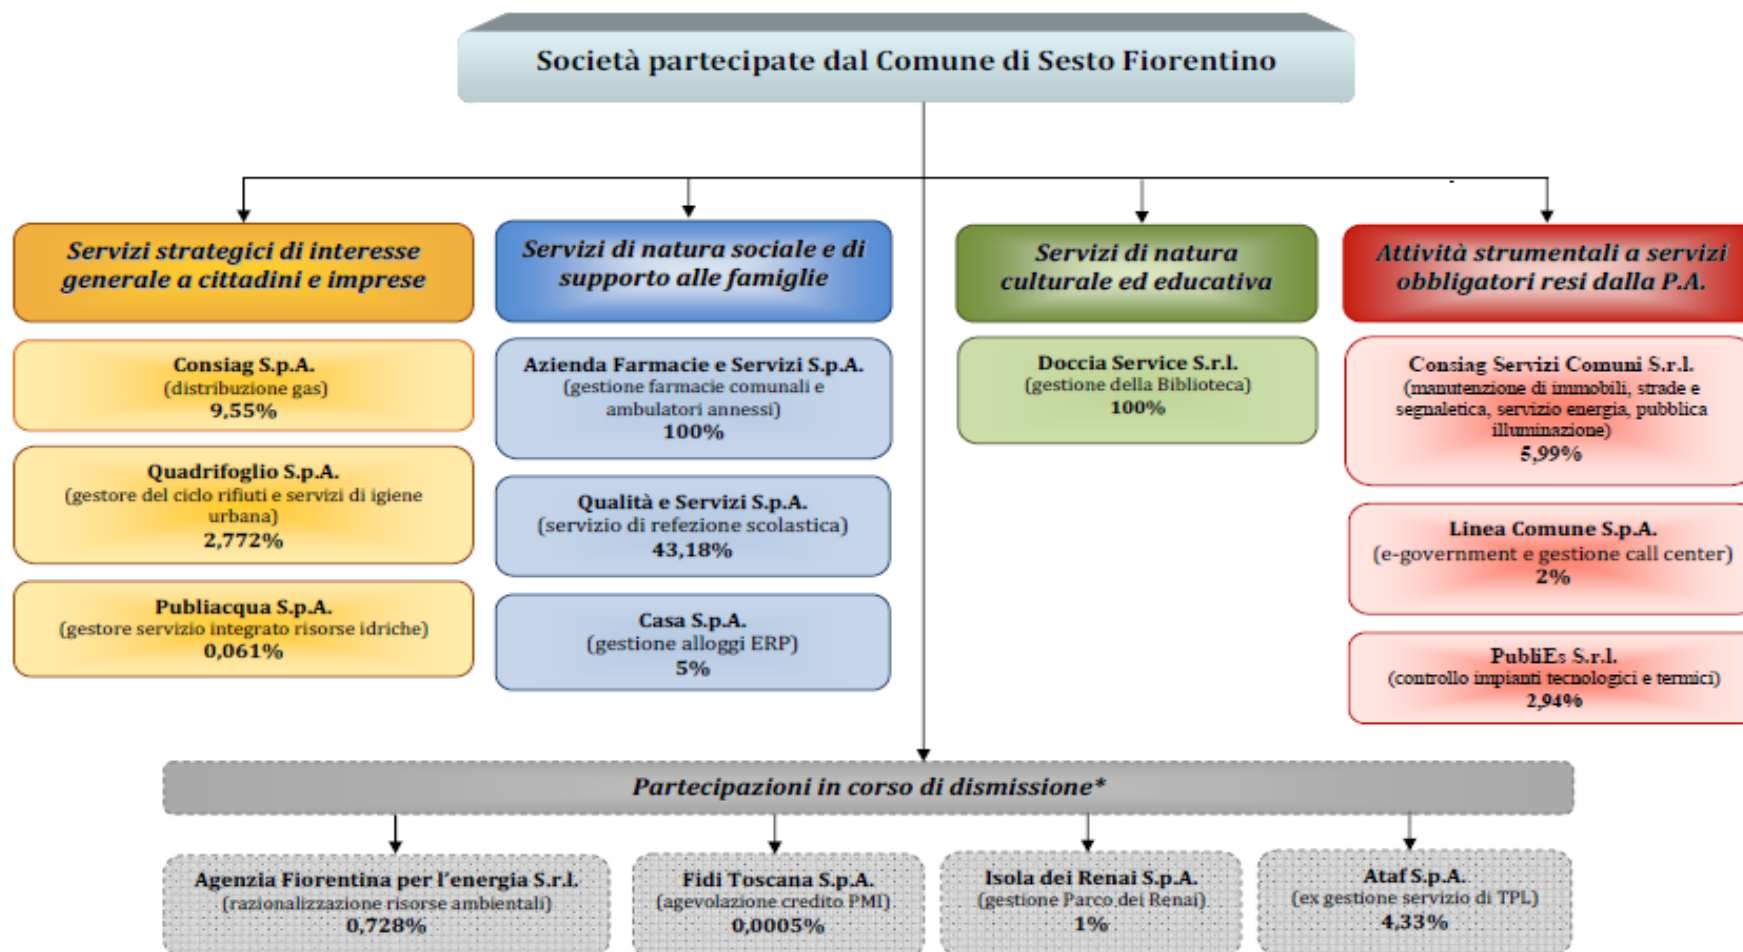 Società partecipate dal Comune di Sesto Fiorentino
Servizi strategici di interesse
generale a cittadini e imprese
Consiag S.p.A.
(distribuzione gas)
9,55%
Quadrifoglio S.p.A.
(gestore del ciclo rifiuti e servizi di igiene
urbana)
2,772%
Publiacqua S.p.A.
(gestore servizio integrato risorse idriche)
0,061%
Servizi di natura sociale e di
supporto alle famiglie
Azienda Farmacie e Servizi S.p.A.
(gestione farmacie comunali e
ambulatori annessi)
100%
Qualità e Servizi S.p.A.
(servizio di refezione scolastica)
43,18%
Casa S.p.A.
(gestione alloggi ERP)
5%
Servizi di natura
culturale ed educativa
Doccia Service S.r.l.
(gestione della Biblioteca)
100%
Attività strumentali a servizi
obbligatori resi dalla P.A.
Consiag Servizi Comuni S.r.l.
(manutenzione di immobili, strade e
segnaletica, servizio energia, pubblica
illuminazione)
5,99%
Linea Comune S.p.A.
(e-government e gestione call center)
2%
PubliEs S.r.l.
(controllo impianti tecnologici e termici)
2,94%
Partecipazioni in corso di dismissione*
Agenzia Fiorentina per l'energia S.r.l.
(razionalizzazione risorse ambientali)
0,728%
Fidi Toscana S.p.A.
(agevolazione credito PMI)
0,0005%
Isola dei Renai S.p.A.
(gestione Parco dei Renai)
1%
Ataf S.p.A.
(ex gestione servizio di TPL)
4,33%